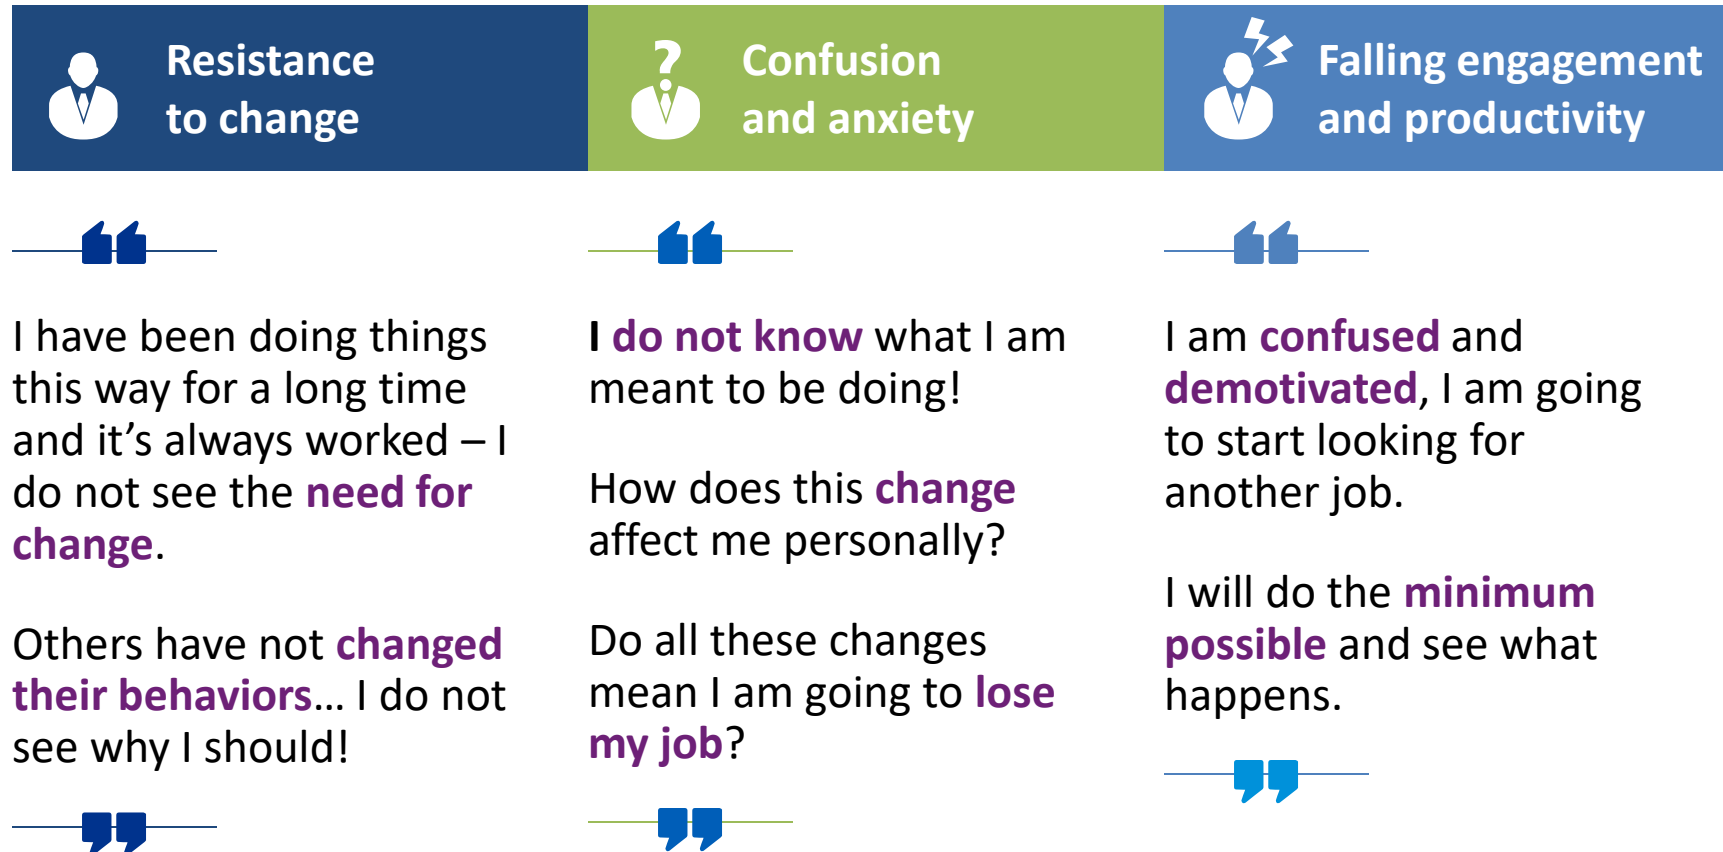 Resistance
to change
I have been doing things
this way for a long time
and it’s always worked – I
do not see the need for
change.
Others have not changed
their behaviors… I do not
see why I should!
?
Confusion
and anxiety
I do not know what I am
meant to be doing!
How does this change
affect me personally?
Do all these changes
mean I am going to lose
my job?
Falling engagement
and productivity
I am confused and
demotivated, I am going
to start looking for
another job.
I will do the minimum
possible and see what
happens.